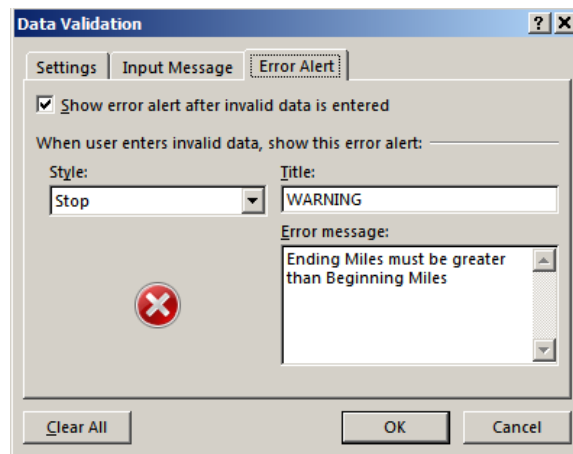 Data Validation
Settings Input Message Error Alert
Show error alert after invalid data is entered
When user enters invalid data, show this error alert:
Style: Title:
Stop WARNING
Error message:
Ending Miles must be greater
than Beginning Miles
Clear All OK Cancel